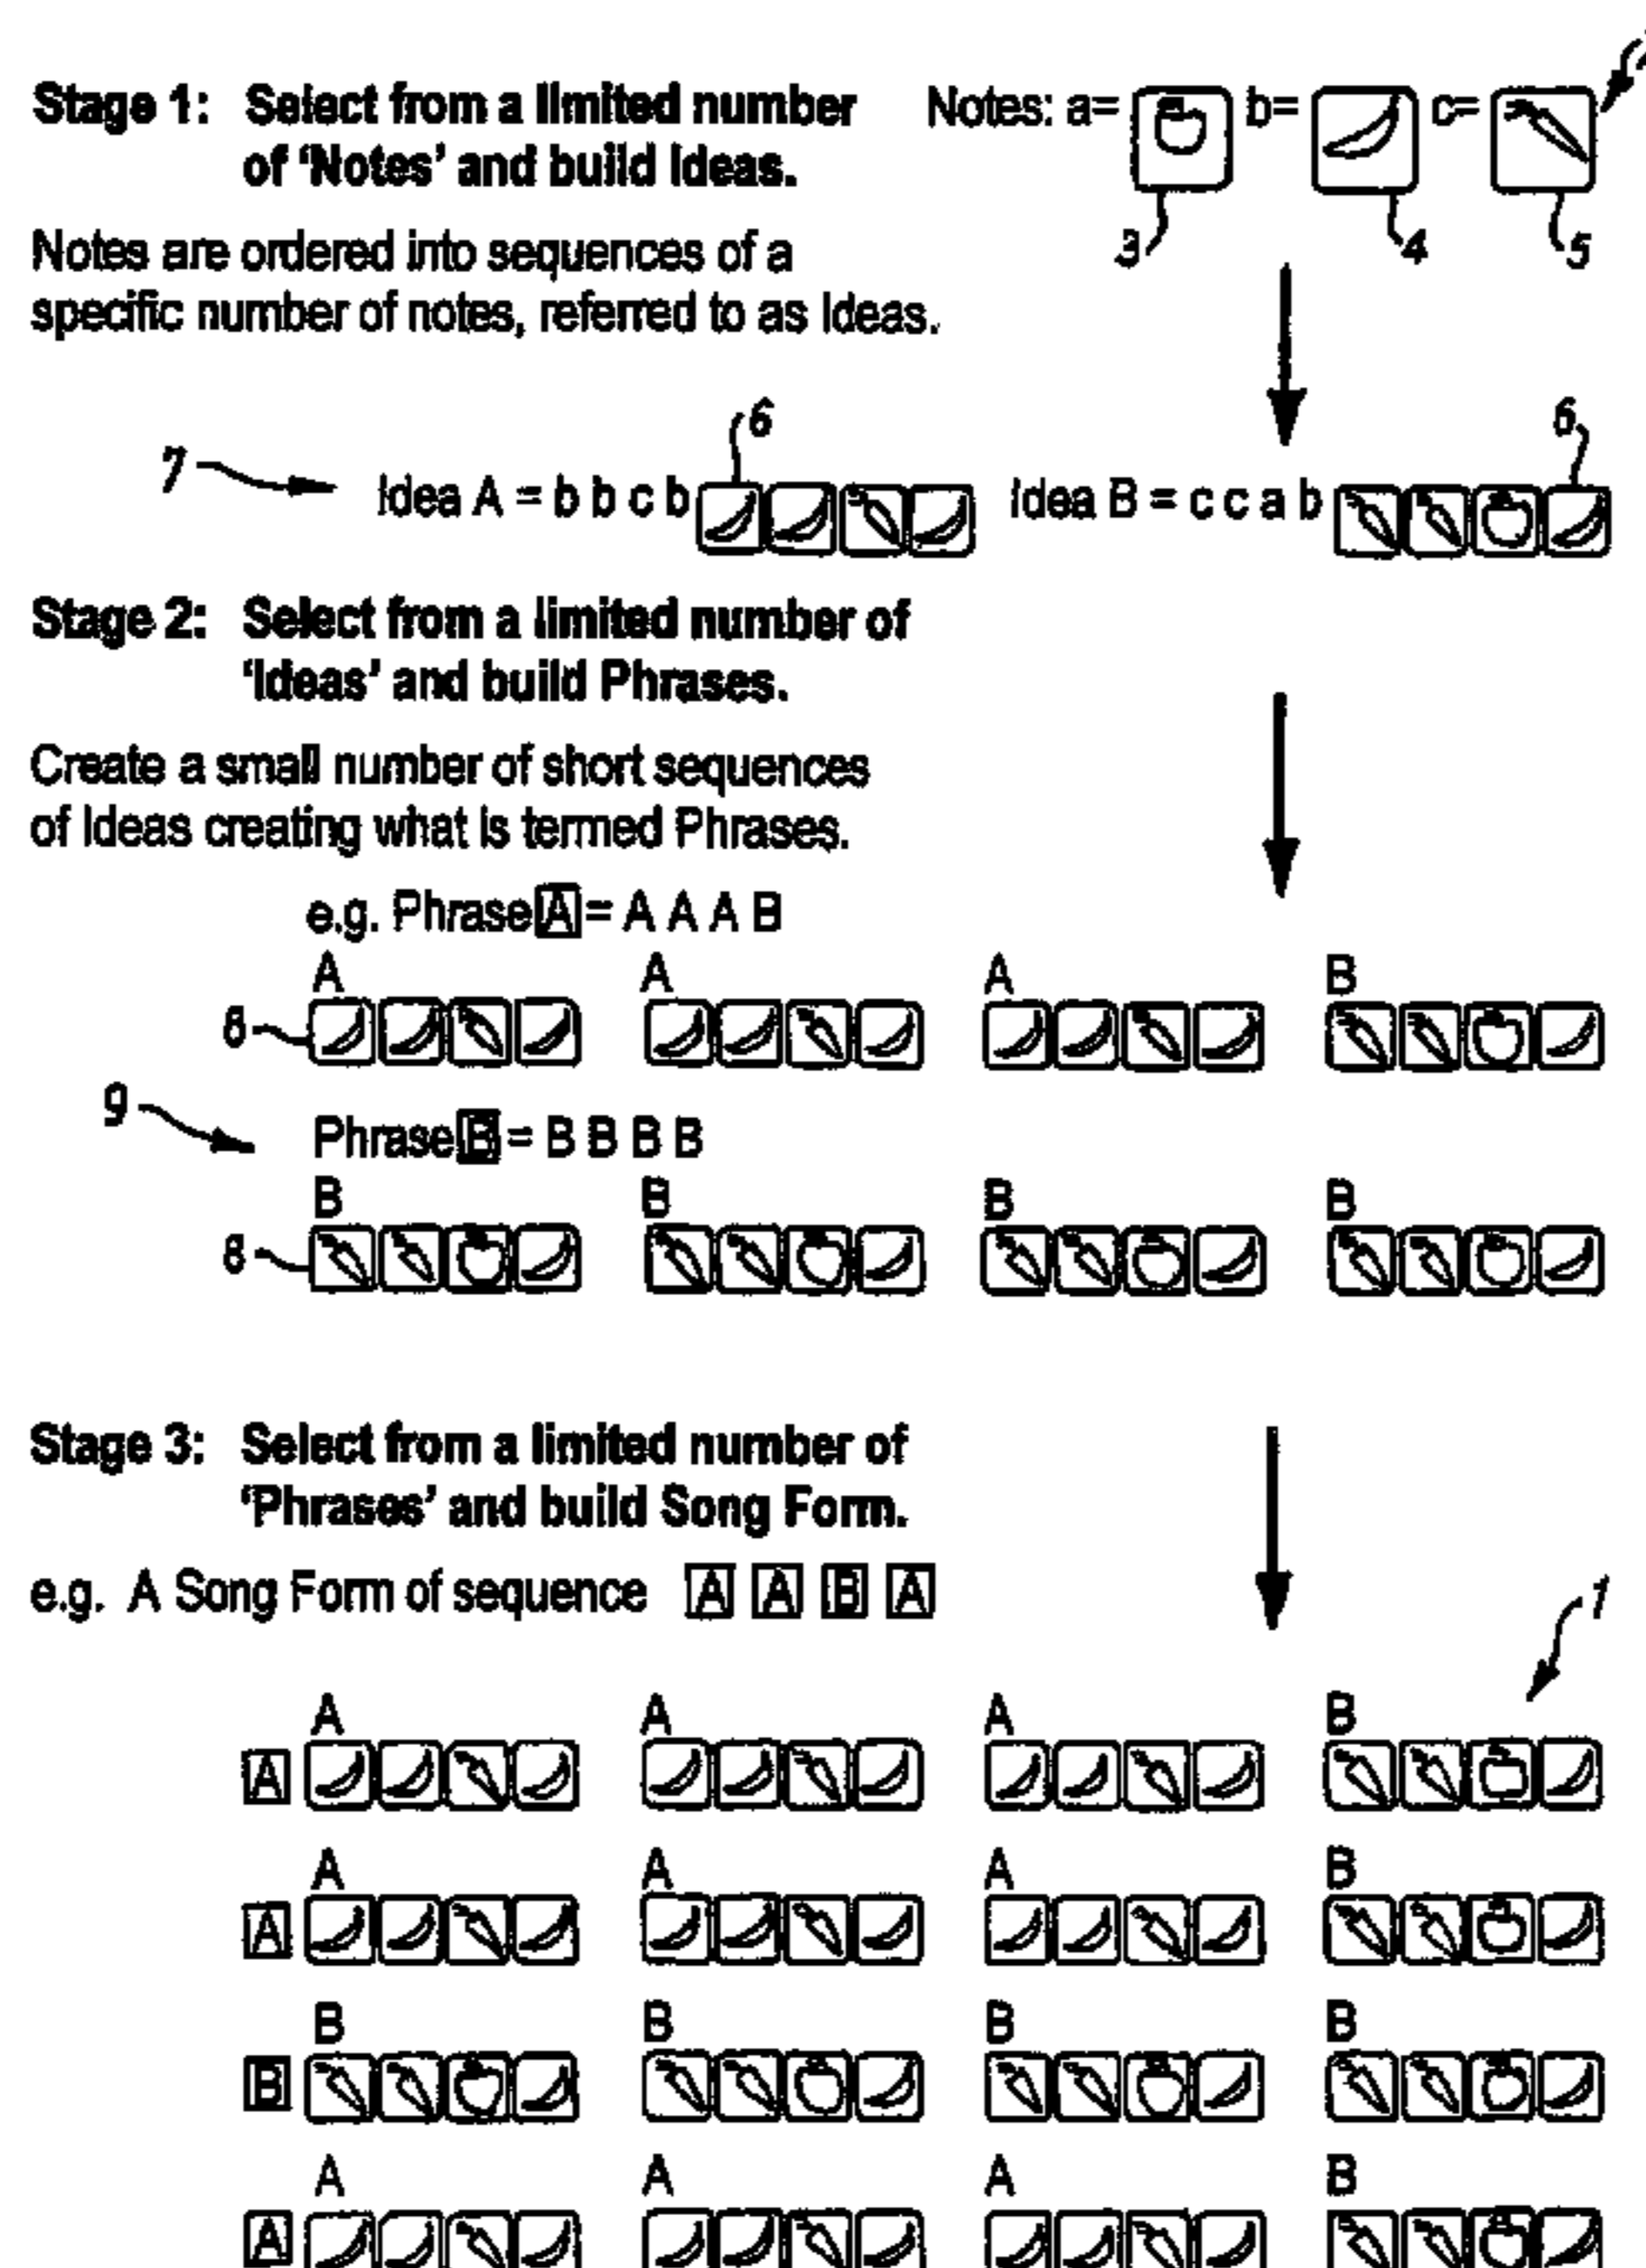 Stage 1: Select from a limited number
of 'Notes' and build Ideas.
Notes: a= b= c=
3 4 5
Notes are ordered into sequences of a
specific number of notes, referred to as Ideas.
6 6
7 Idea A = b b c b Idea B = c c a b
Stage 2: Select from a limited number of
'Ideas' and build Phrases.
Create a small number of short sequences
of Ideas creating what is termed Phrases.
e.g. Phrase A = A A A B
A A A B
8
9
Phrase B = B B B B
B B B B
8
Stage 3: Select from a limited number of
'Phrases' and build Song Form.
e.g. A Song Form of sequence A A B A
1
A A A B
A
A A A B
A
B B B B
B
A A A B
A